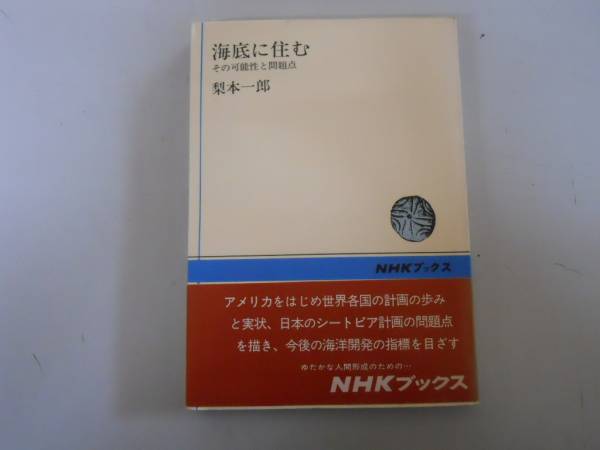 海底に住む
その可能性と問題点
梨本一郎
NHKブックス
アメリカをはじめ世界各国の計画の歩み
と実状、日本のシートピア計画の問題点
を描き、今後の海洋開発の指標を目ざす
ゆたかな人間形成のための…
NHKブックス